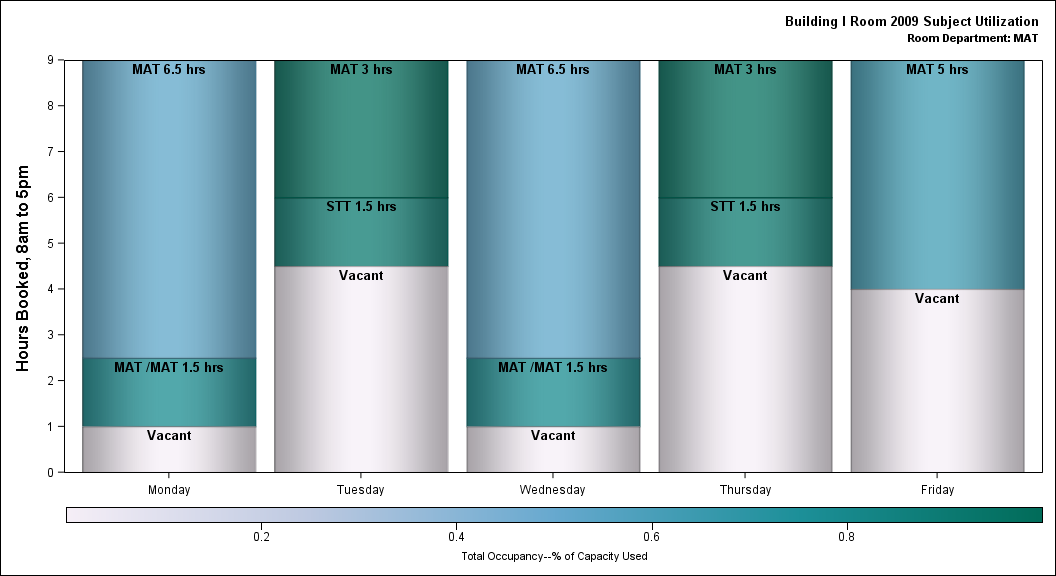 Building I Room 2009 Subject Utilization
Room Department: MAT
Hours Booked, 8am to 5pm
9
8
7
6
5
4
3
2
1
0
MAT 6.5 hrs
MAT /MAT 1.5 hrs
Vacant
MAT 3 hrs
STT 1.5 hrs
Vacant
MAT 6.5 hrs
MAT /MAT 1.5 hrs
Vacant
MAT 3 hrs
STT 1.5 hrs
Vacant
MAT 5 hrs
Vacant
Monday Tuesday Wednesday Thursday Friday
0.2 0.4 0.6 0.8
Total Occupancy--% of Capacity Used